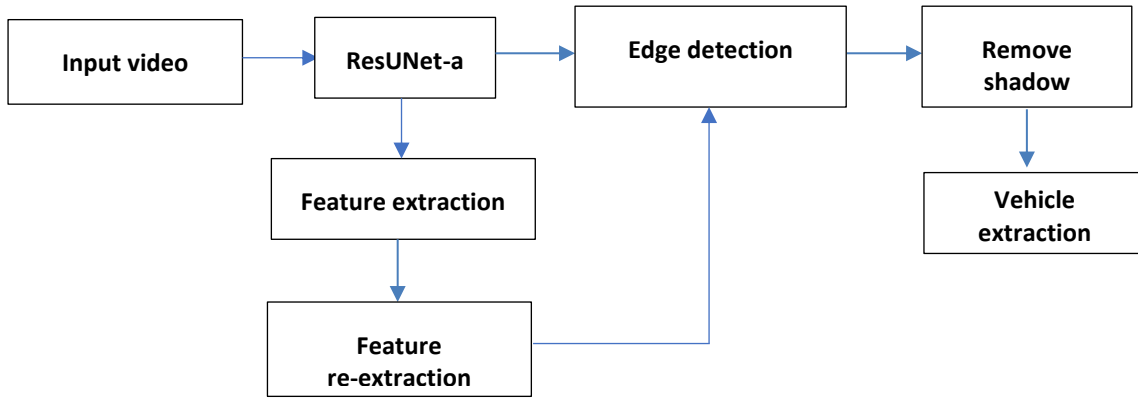 Input video
ResUNet-a
Edge detection
Remove
shadow
Feature extraction
Vehicle
extraction
Feature
re-extraction